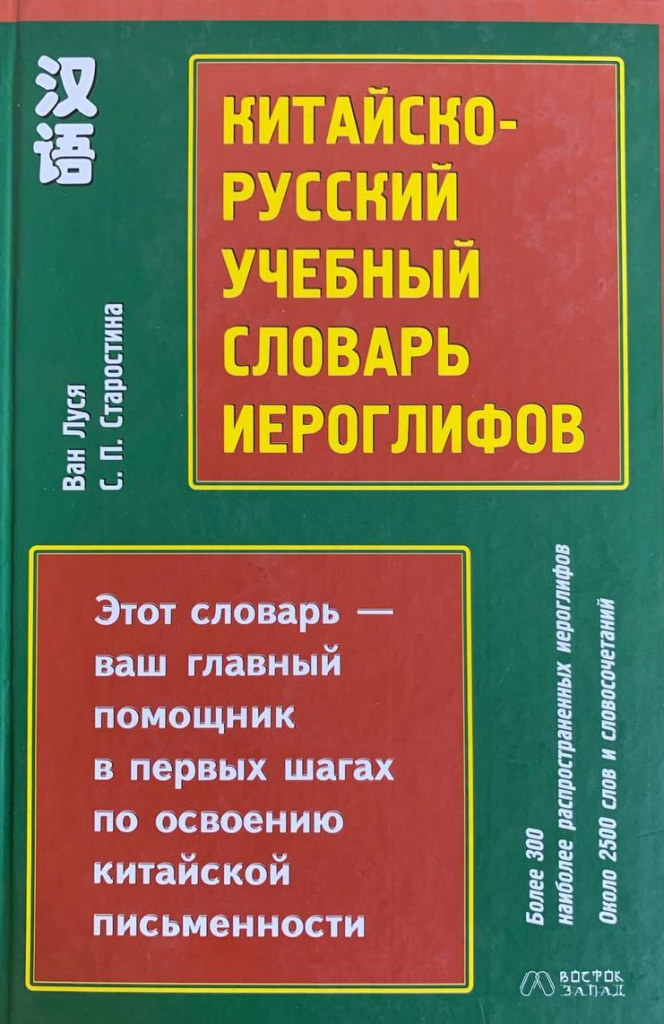 汉语
КИТАЙСКО-
РУССКИЙ
УЧЕБНЫЙ
СЛОВАРЬ
ИЕРОГЛИФОВ
Ван Луся
С. П. Старостина
Этот словарь —
ваш главный
помощник
в первых шагах
по освоению
китайской
письменности
Более 300
наиболее распространенных иероглифов
Около 2500 слов и словосочетаний
ВОСТОК
ЗАПАД